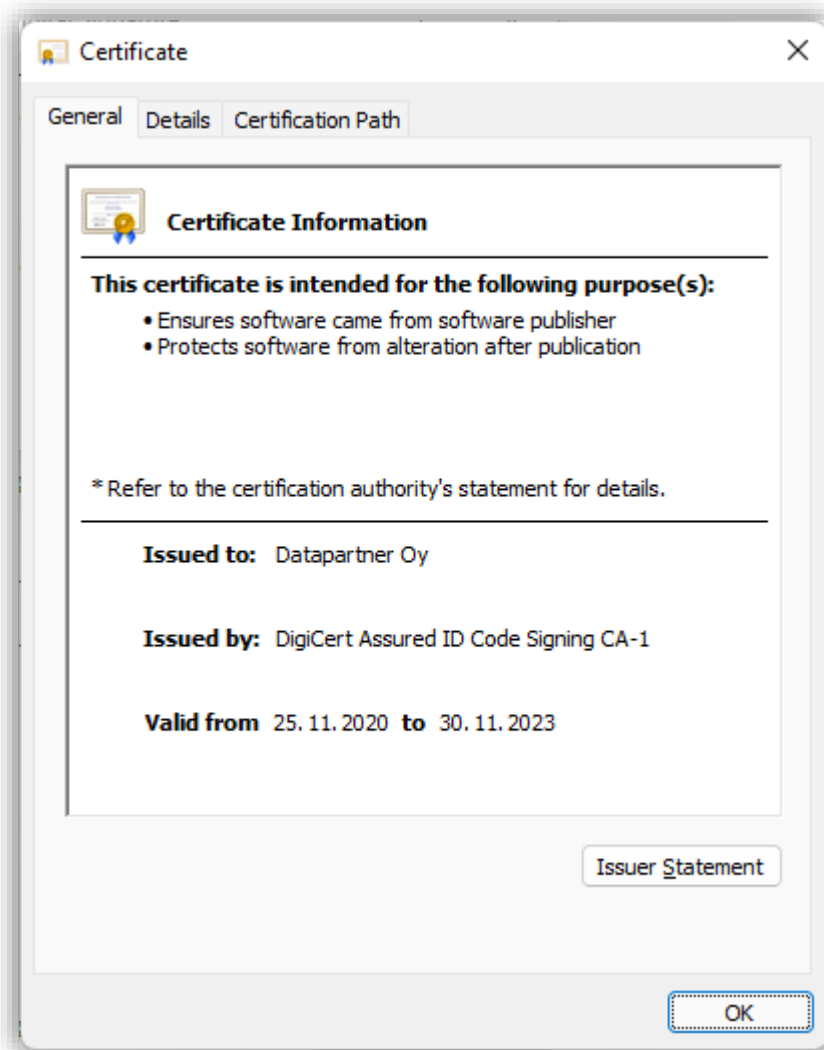 Certificate
General Details Certification Path
Certificate Information
This certificate is intended for the following purpose(s):
• Ensures software came from software publisher
• Protects software from alteration after publication
* Refer to the certification authority's statement for details.
Issued to: Datapartner Oy
Issued by: DigiCert Assured ID Code Signing CA-1
Valid from 25.11.2020 to 30.11.2023
Issuer Statement
OK